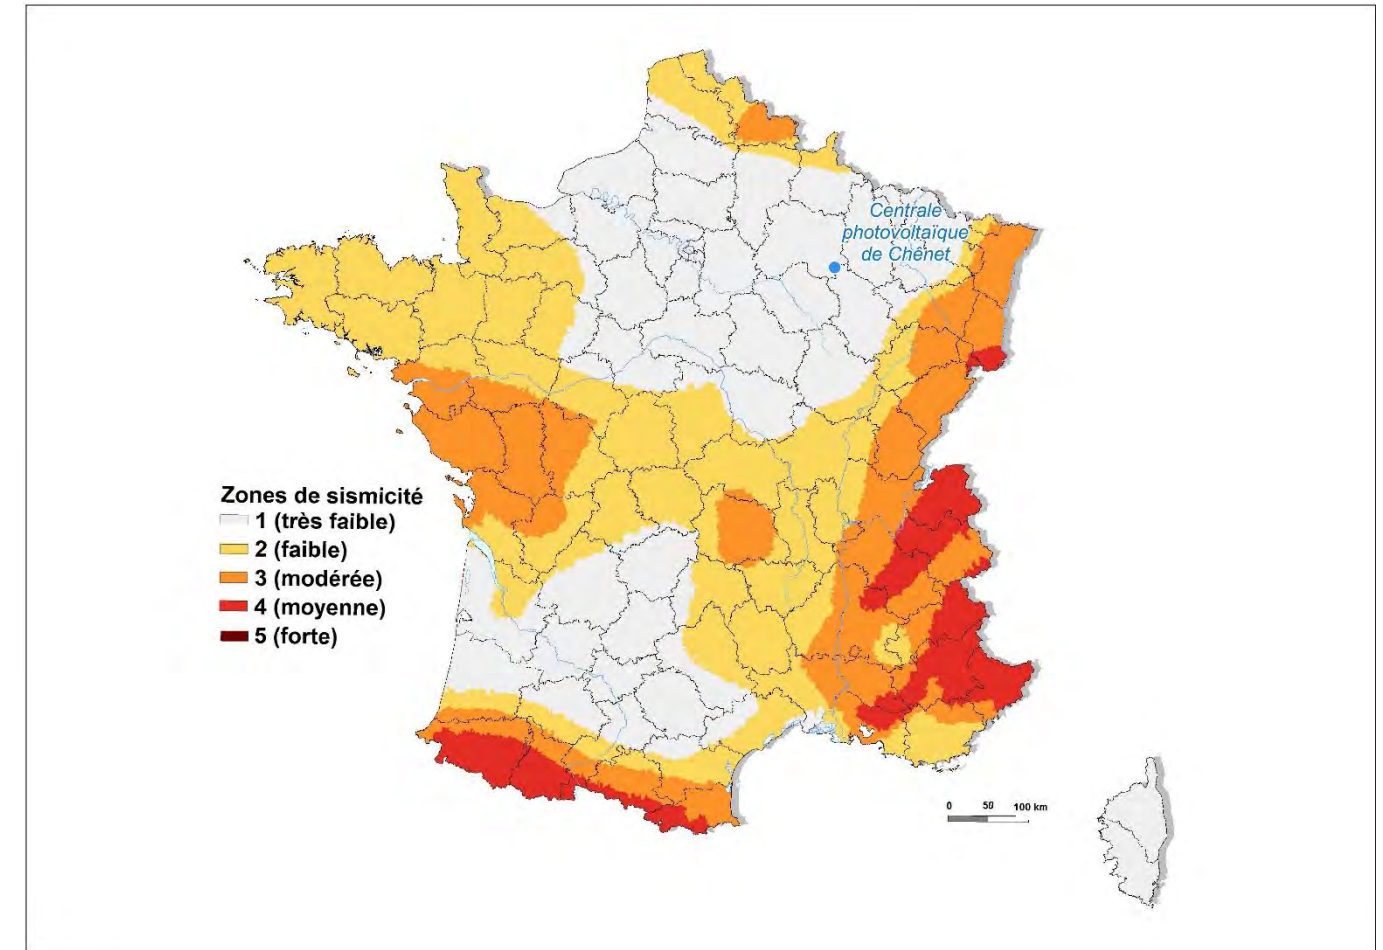 Centrale
photovoltaïque
de Chênet
Zones de sismicité
1 (très faible)
2 (faible)
3 (modérée)
4 (moyenne)
5 (forte)
0 50 100 km